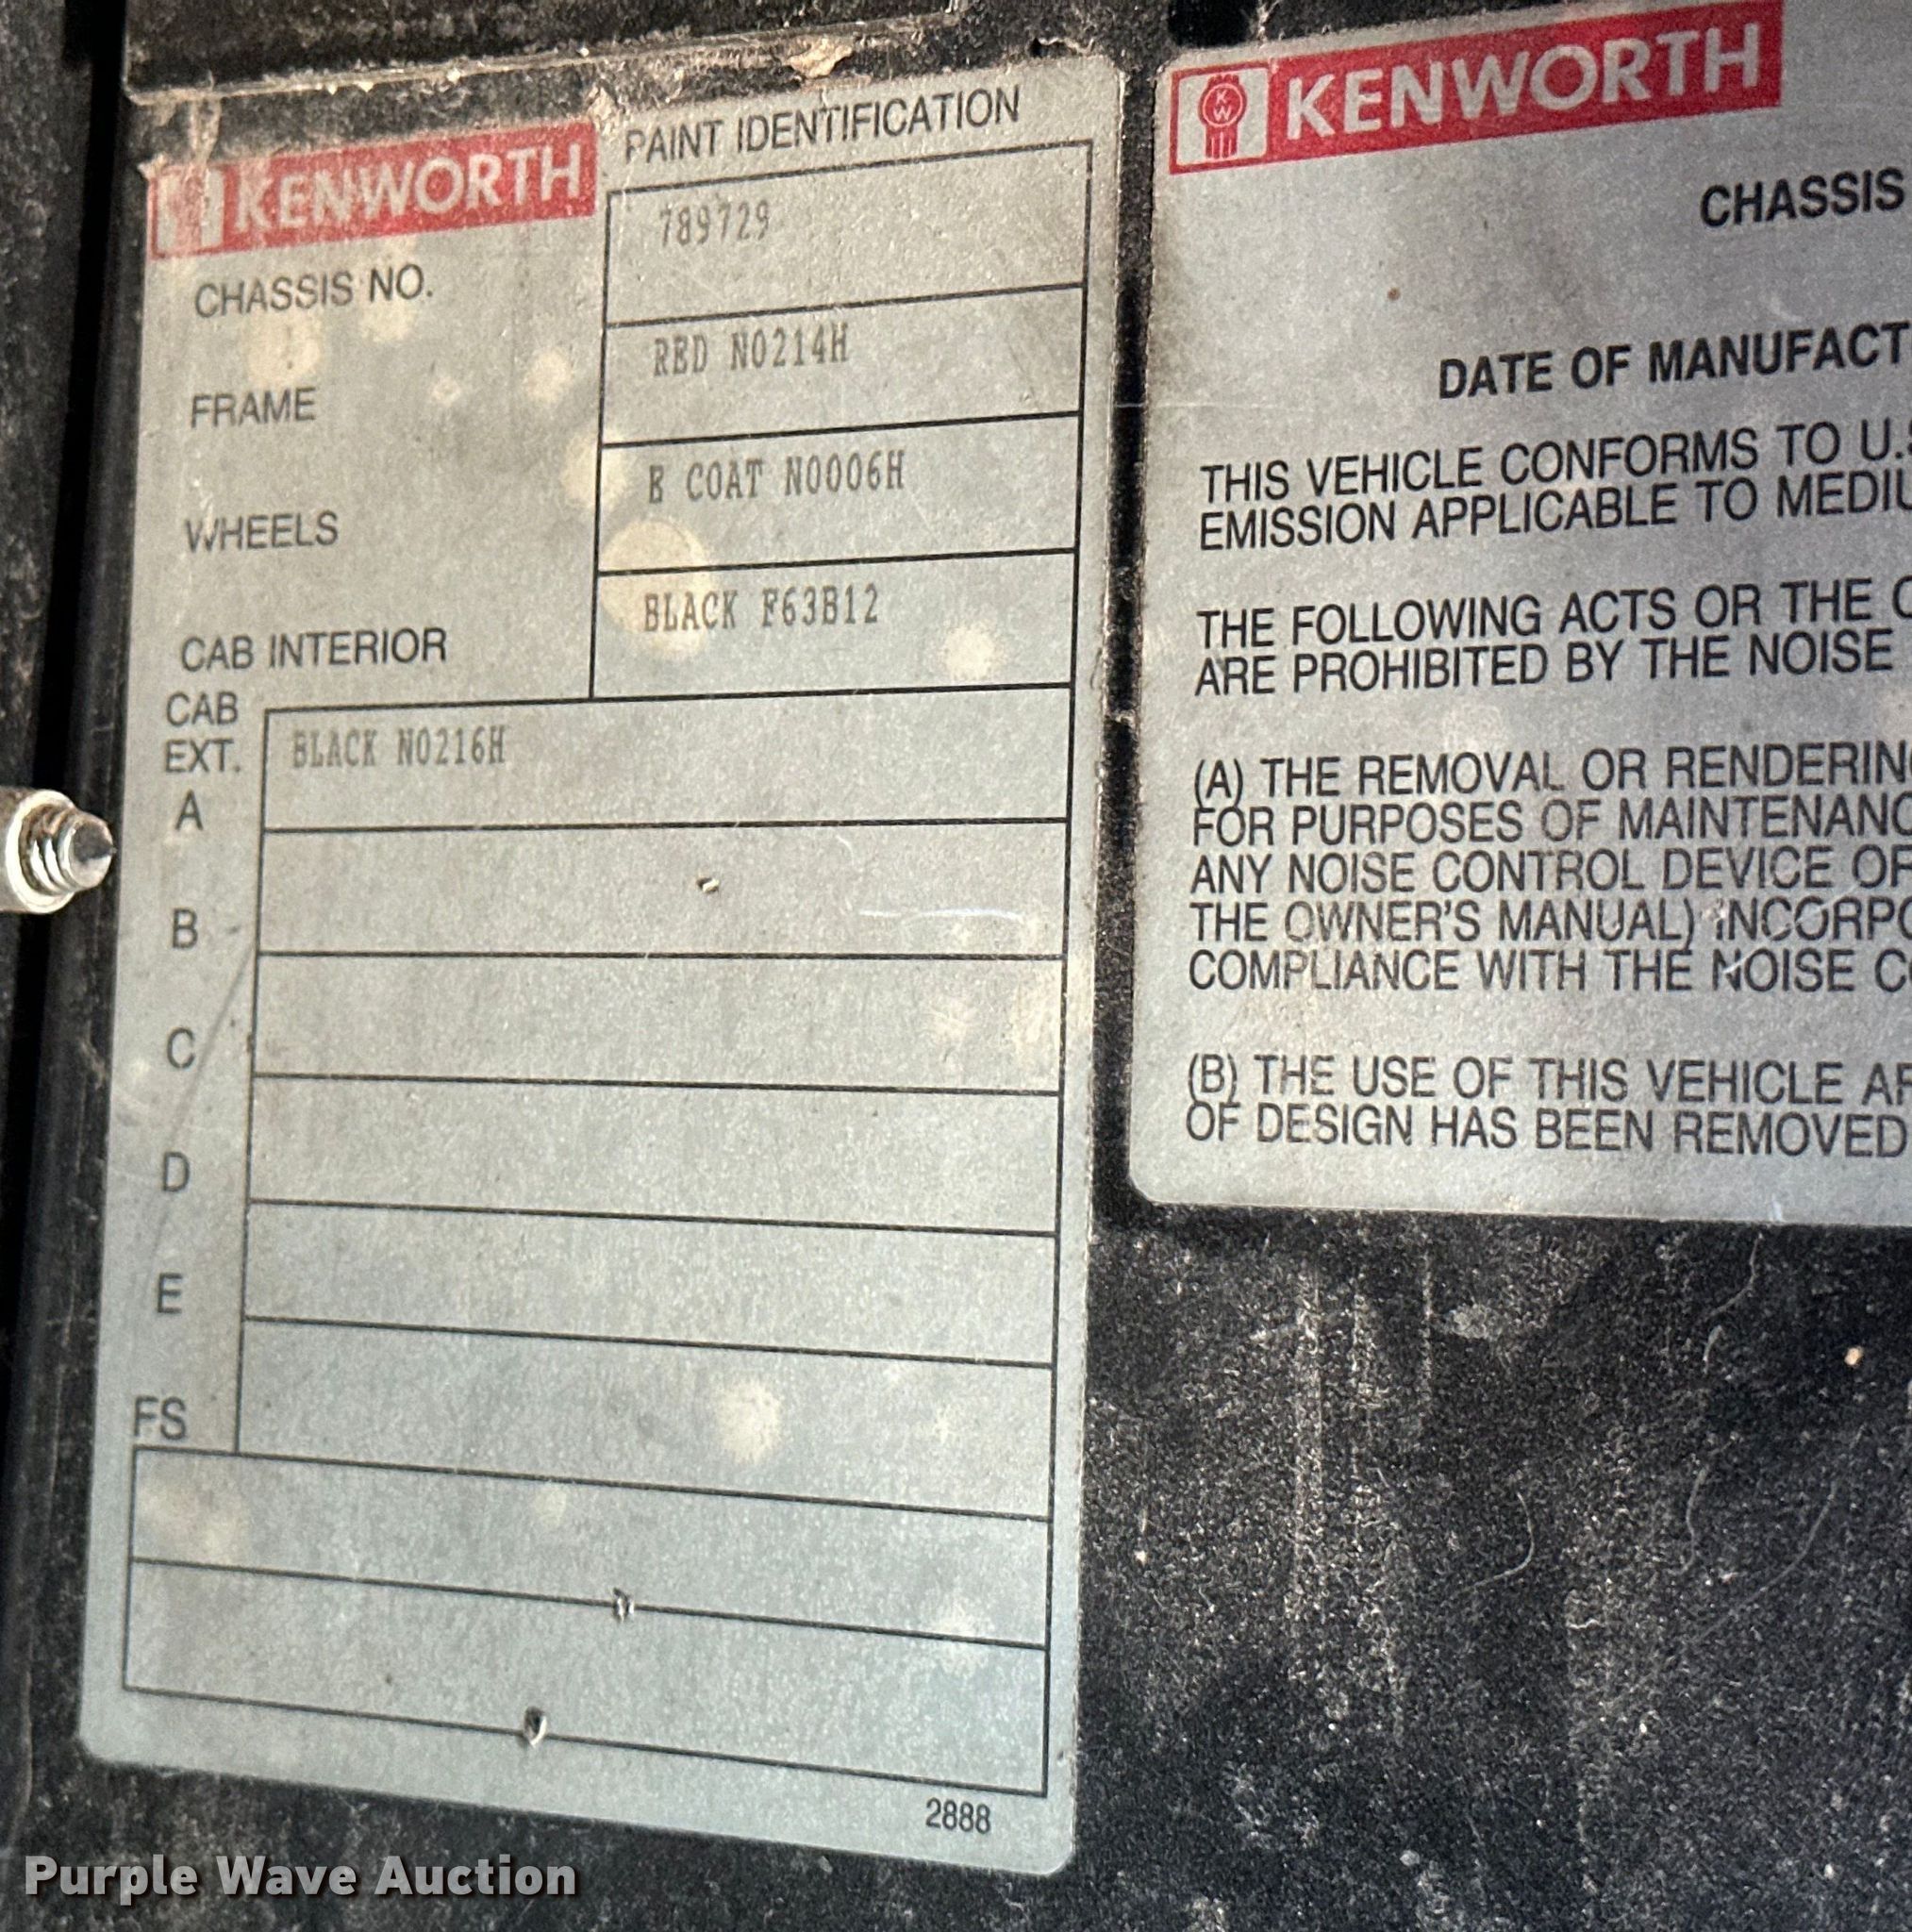 KENWORTH
PAINT IDENTIFICATION
CHASSIS NO.
789729
FRAME
RED N0214H
WHEELS
E COAT N0006H
CAB INTERIOR
BLACK F63B12
CAB
EXT.
A
BLACK N0216H
B
C
D
E
FS
2888
KW
KENWORTH
CHASSIS
DATE OF MANUFACT
THIS VEHICLE CONFORMS TO U.S
EMISSION APPLICABLE TO MEDIU
THE FOLLOWING ACTS OR THE C
ARE PROHIBITED BY THE NOISE
(A) THE REMOVAL OR RENDERING
FOR PURPOSES OF MAINTENANC
ANY NOISE CONTROL DEVICE OR
THE OWNER'S MANUAL) INCORPO
COMPLIANCE WITH THE NOISE CO
(B) THE USE OF THIS VEHICLE AF
OF DESIGN HAS BEEN REMOVED
Purple Wave Auction